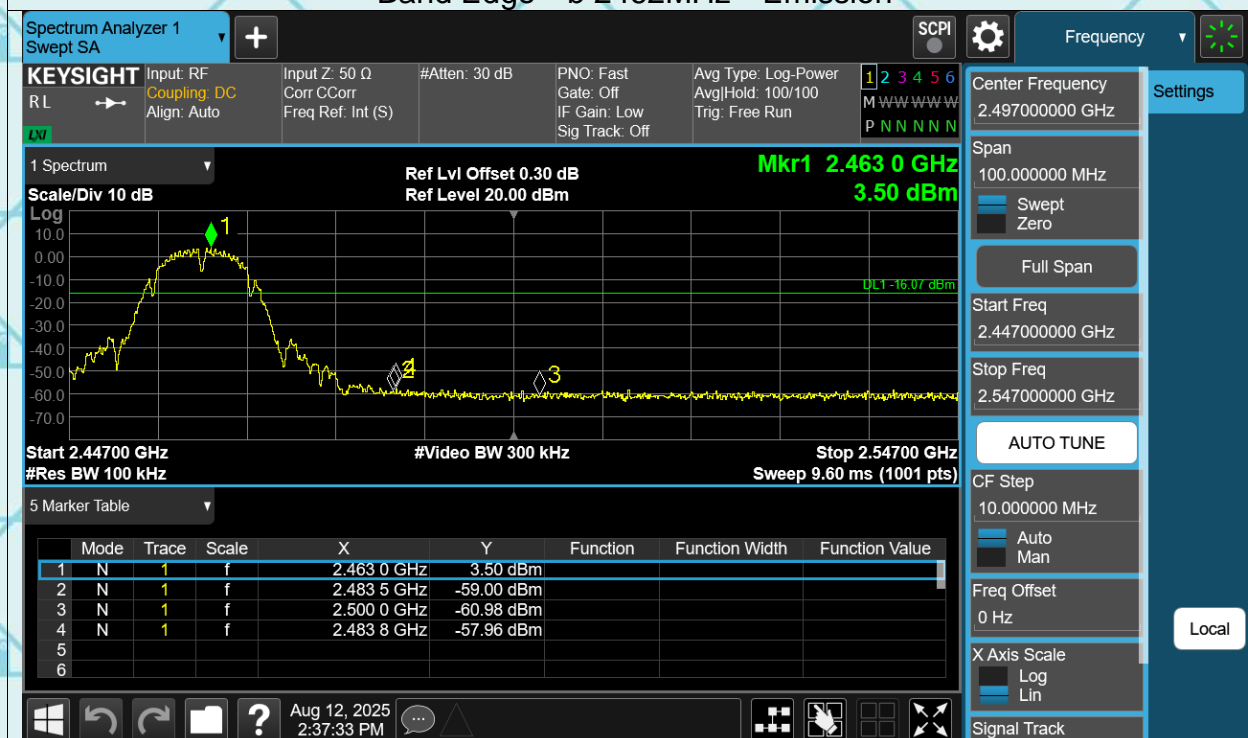 Band Edge b 2462MHz Emission
Spectrum Analyzer 1
Swept SA
+
SCPI
Frequency
KEYSIGHT
RL
LXI
Input: RF
Coupling: DC
Align: Auto
Input Z: 50 Ω
Corr CCorr
Freq Ref: Int (S)
#Atten: 30 dB
PNO: Fast
Gate: Off
IF Gain: Low
Sig Track: Off
Avg Type: Log-Power
Avg|Hold: 100/100
Trig: Free Run
1 2 3 4 5 6
M W W W W W
P N N N N N
Center Frequency
2.497000000 GHz
Settings
Span
100.000000 MHz
Swept
Zero
Full Span
Start Freq
2.447000000 GHz
Stop Freq
2.547000000 GHz
AUTO TUNE
CF Step
10.000000 MHz
Auto
Man
Freq Offset
0 Hz
Local
X Axis Scale
Log
Lin
Signal Track
1 Spectrum
Scale/Div 10 dB
Ref Lvl Offset 0.30 dB
Ref Level 20.00 dBm
Mkr1 2.463 0 GHz
3.50 dBm
Log
10.0
0.00
-10.0
-20.0
-30.0
-40.0
-50.0
-60.0
-70.0
1
DL1 -16.07 dBm
3
Start 2.44700 GHz
#Video BW 300 kHz
Stop 2.54700 GHz
#Res BW 100 kHz
Sweep 9.60 ms (1001 pts)
5 Marker Table
Mode Trace Scale X Y Function Function Width Function Value
1 N 1 f 2.463 0 GHz 3.50 dBm
2 N 1 f 2.483 5 GHz -59.00 dBm
3 N 1 f 2.500 0 GHz -60.98 dBm
4 N 1 f 2.483 8 GHz -57.96 dBm
5
6
?
Aug 12, 2025
2:37:33 PM